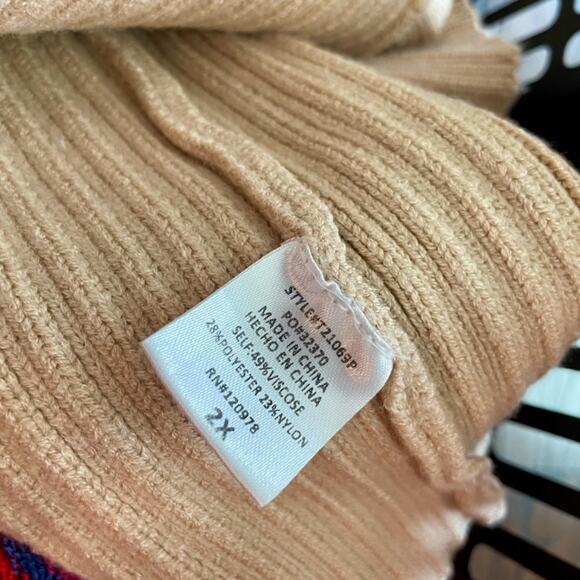 STYLE#T21069P
PO#32370
MADE IN CHINA
HECHO EN CHINA
SELF:49%VISCOSE
28%POLYESTER 23%NYLON
RN#120978
2X